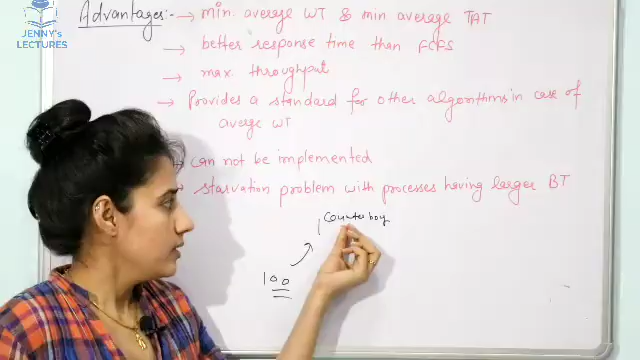 JENNY's
LECTURES
Advantages:- → min. average WT & min average TAT
→ better response time than FCFS
→ max. throughput
→ Provides a standard for other algorithms in case of
averge WT
→ can not be implemented
→ starvation problem with processes having larger BT
1 Counter boy
100